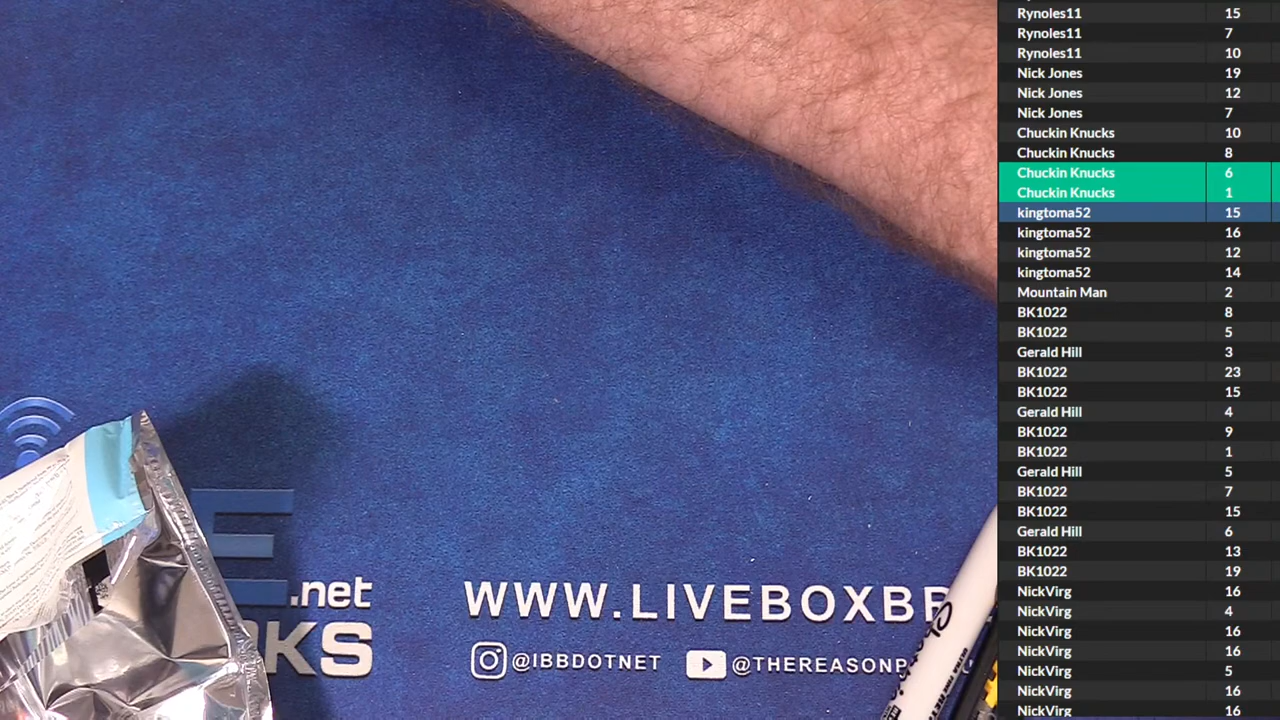 Rynoles11 15
Rynoles11 7
Rynoles11 10
Nick Jones 19
Nick Jones 12
Nick Jones 7
Chuckin Knucks 10
Chuckin Knucks 8
Chuckin Knucks 6
Chuckin Knucks 1
kingtoma52 15
kingtoma52 16
kingtoma52 12
kingtoma52 14
Mountain Man 2
BK1022 8
BK1022 5
Gerald Hill 3
BK1022 23
BK1022 15
Gerald Hill 4
BK1022 9
BK1022 1
Gerald Hill 5
BK1022 7
BK1022 15
Gerald Hill 6
BK1022 13
BK1022 19
NickVirg 16
NickVirg 4
NickVirg 16
NickVirg 16
NickVirg 5
NickVirg 16
NickVirg 16
E.net
KS
WWW.LIVEBOXBR
@IBBDOTNET @THEREASONP